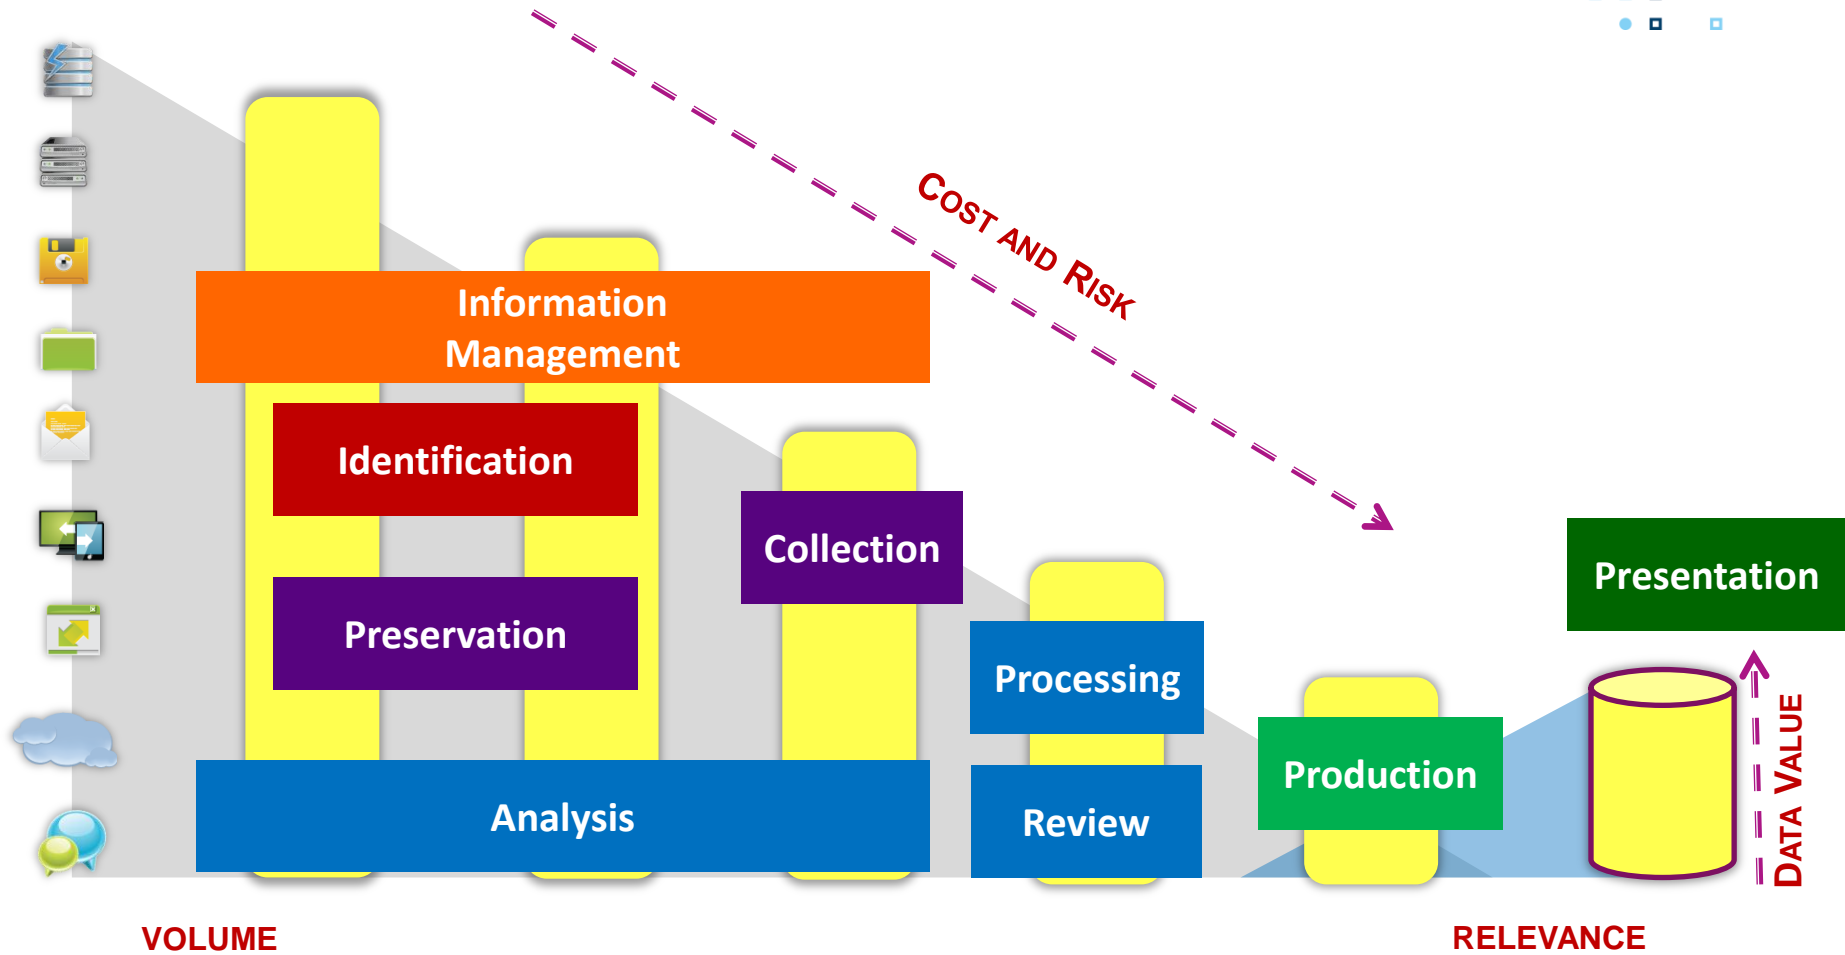 COST AND RISK
Information
Management
Identification
Collection
Presentation
Preservation
Processing
Production
DATA VALUE
Analysis
Review
VOLUME
RELEVANCE